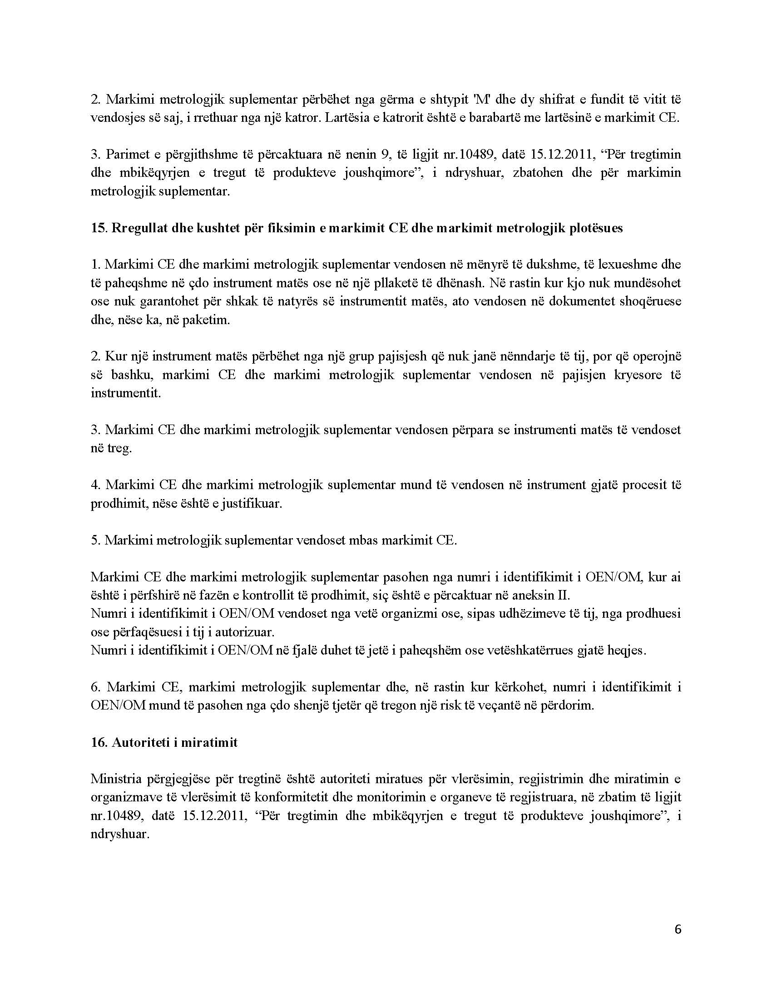 2. Markimi metrologjik suplementar përbëhet nga gërma e shtypit 'M' dhe dy shifrat e fundit të vitit të
vendosjes së saj, i rrethuar nga një katror. Lartësia e katrorit është e barabartë me lartësinë e markimit CE.
3. Parimet e përgjithshme të përcaktuara në nenin 9, të ligjit nr.10489, datë 15.12.2011, “Për tregtimin
dhe mbikëqyrjen e tregut të produkteve joushqimore”, i ndryshuar, zbatohen dhe për markimin
metrologjik suplementar.
15. Rregullat dhe kushtet për fiksimin e markimit CE dhe markimit metrologjik plotësues
1. Markimi CE dhe markimi metrologjik suplementar vendosen në mënyrë të dukshme, të lexueshme dhe
të paheqshme në çdo instrument matës ose në një pllaketë të dhënash. Në rastin kur kjo nuk mundësohet
ose nuk garantohet për shkak të natyrës së instrumentit matës, ato vendosen në dokumentet shoqëruese
dhe, nëse ka, në paketim.
2. Kur një instrument matës përbëhet nga një grup pajisjesh që nuk janë nënndarje të tij, por që operojnë
së bashku, markimi CE dhe markimi metrologjik suplementar vendosen në pajisjen kryesore të
instrumentit.
3. Markimi CE dhe markimi metrologjik suplementar vendosen përpara se instrumenti matës të vendoset
në treg.
4. Markimi CE dhe markimi metrologjik suplementar mund të vendosen në instrument gjatë procesit të
prodhimit, nëse është e justifikuar.
5. Markimi metrologjik suplementar vendoset mbas markimit CE.
Markimi CE dhe markimi metrologjik suplementar pasohen nga numri i identifikimit i OEN/OM, kur ai
është i përfshirë në fazën e kontrollit të prodhimit, siç është e përcaktuar në aneksin II.
Numri i identifikimit i OEN/OM vendoset nga vetë organizmi ose, sipas udhëzimeve të tij, nga prodhuesi
ose përfaqësuesi i tij i autorizuar.
Numri i identifikimit i OEN/OM në fjalë duhet të jetë i paheqshëm ose vetëshkatërrues gjatë heqjes.
6. Markimi CE, markimi metrologjik suplementar dhe, në rastin kur kërkohet, numri i identifikimit i
OEN/OM mund të pasohen nga çdo shenjë tjetër që tregon një risk të veçantë në përdorim.
16. Autoriteti i miratimit
Ministria përgjegjëse për tregtinë është autoriteti miratues për vlerësimin, regjistrimin dhe miratimin e
organizmave të vlerësimit të konformitetit dhe monitorimin e organeve të regjistruara, në zbatim të ligjit
nr.10489, datë 15.12.2011, “Për tregtimin dhe mbikëqyrjen e tregut të produkteve joushqimore”, i
ndryshuar.
6